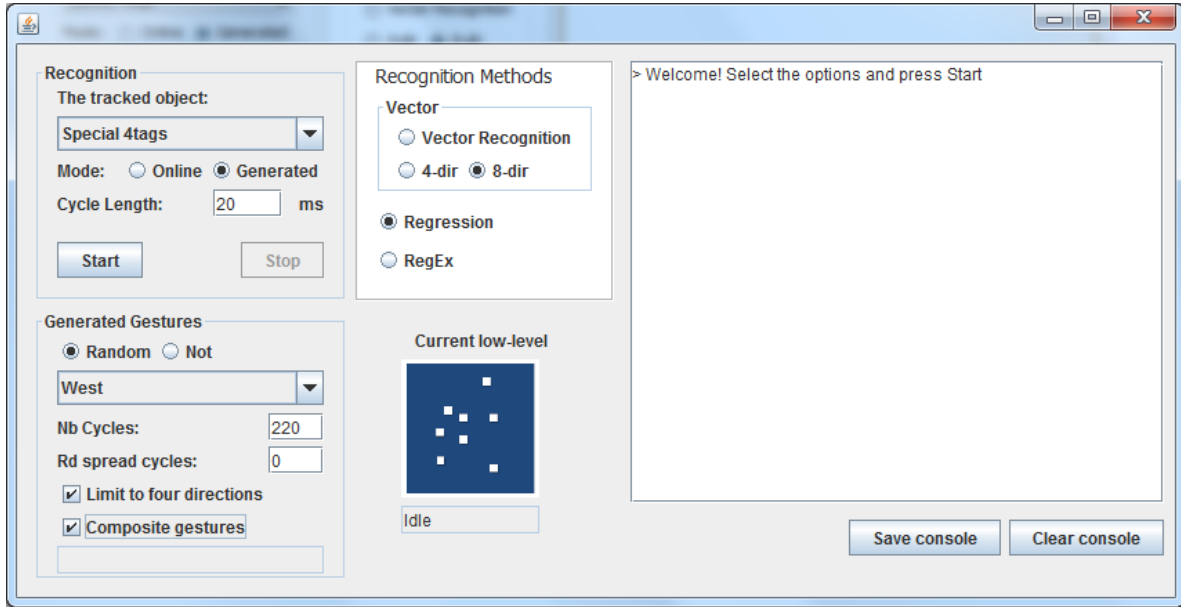 Recognition
The tracked object:
Special 4tags
Mode: Online Generated
Cycle Length: 20 ms
Start Stop
Generated Gestures
Random Not
West
Nb Cycles: 220
Rd spread cycles: 0
Limit to four directions
Composite gestures
Recognition Methods
Vector
Vector Recognition
4-dir 8-dir
Regression
RegEx
Current low-level
Idle
> Welcome! Select the options and press Start
Save console Clear console